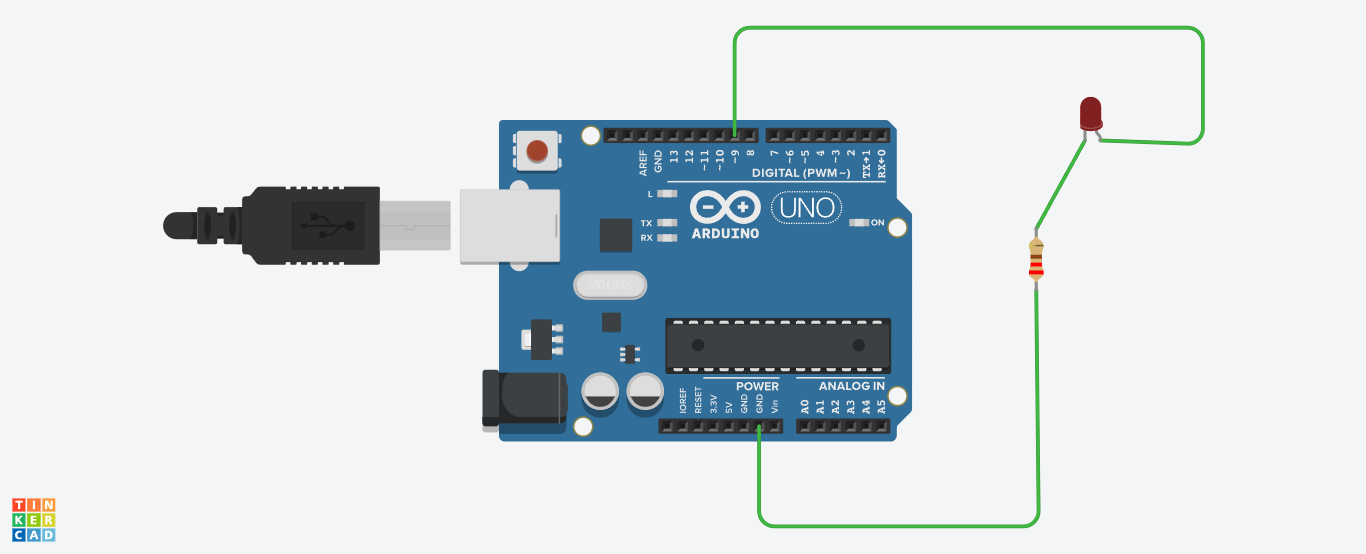 AREF
GND
13
12
~11
~10
~9
8
7
~6
~5
4
~3
2
TX→1
RX←0
DIGITAL (PWM~)
L
TX
RX
ARDUINO
UNO
ON
POWER
ANALOG IN
IOREF
RESET
3.3V
5V
GND
GND
Vin
A0
A1
A2
A3
A4
A5
TIN
KER
CAD